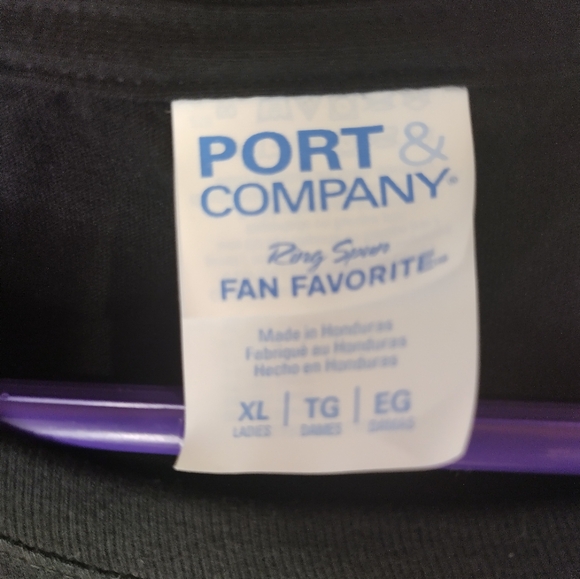 PORT &
COMPANY®
Ring Spun
FAN FAVORITE™
Made in Honduras
Fabriqué au Honduras
Hecho en Honduras
XL | TG | EG
LADIES DAMES DAMAS